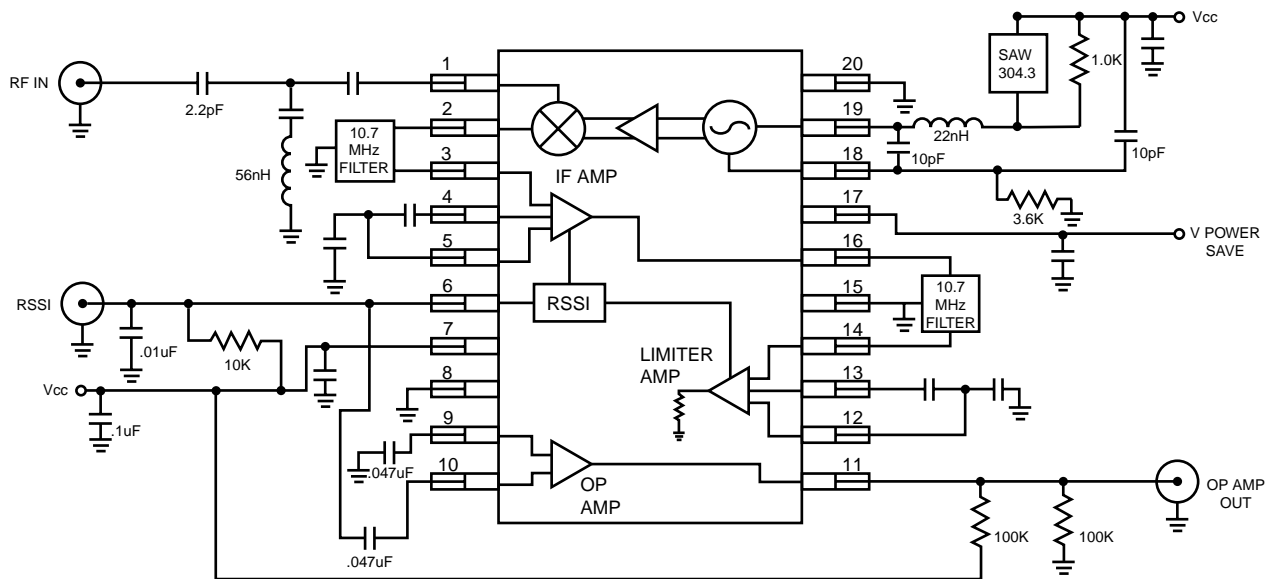 Vcc
SAW
304.3
1.0K
RF IN
2.2pF
1
20
2
19
22nH
10.7
MHz
FILTER
3
18
10pF
10pF
56nH
IF AMP
4
17
3.6K
V POWER
SAVE
5
16
RSSI
6
RSSI
15
10.7
MHz
FILTER
.01uF
10K
7
14
LIMITER
AMP
Vcc
8
13
.1uF
9
12
.047uF
10
11
OP
AMP
OP AMP
OUT
.047uF
100K
100K